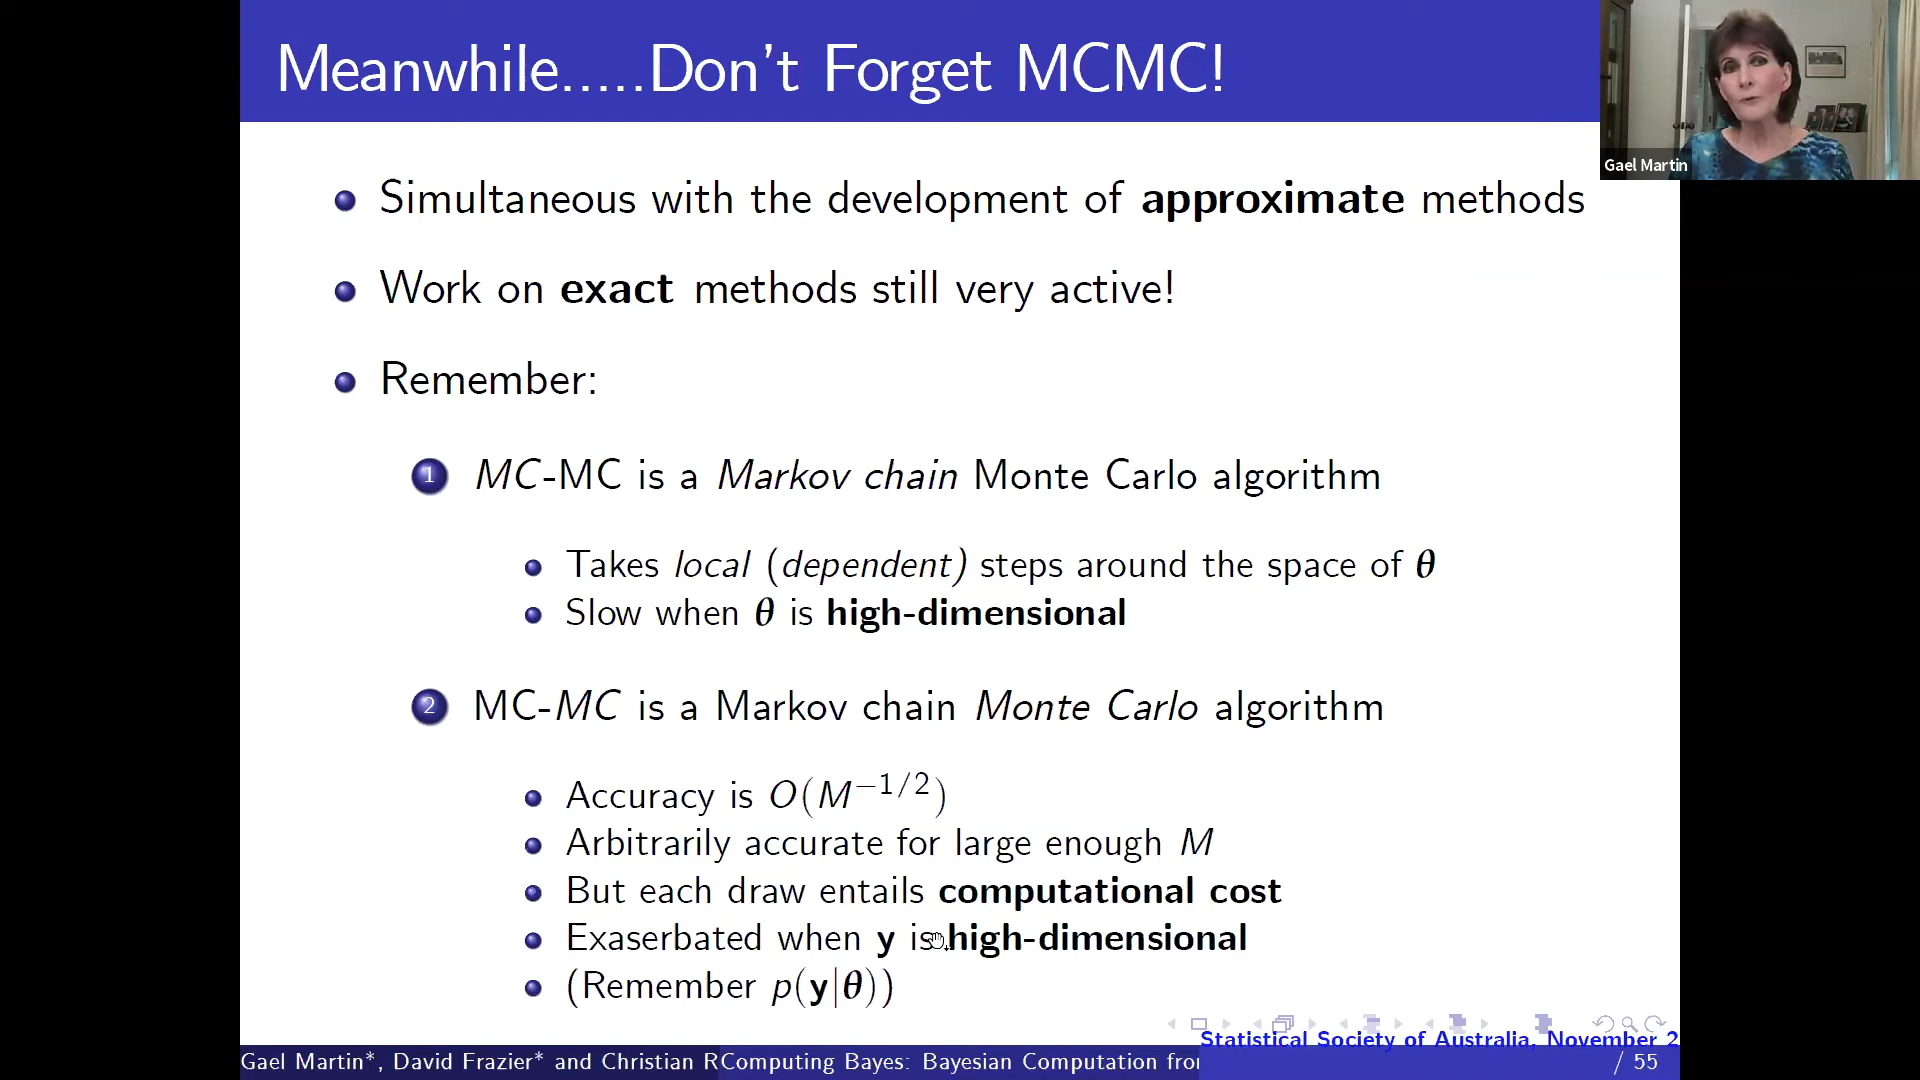 Meanwhile.....Don't Forget MCMC!
Gael Martin
Simultaneous with the development of approximate methods
Work on exact methods still very active!
Remember:
1 MC-MC is a Markov chain Monte Carlo algorithm
Takes local (dependent) steps around the space of θ
Slow when θ is high-dimensional
2 MC-MC is a Markov chain Monte Carlo algorithm
Accuracy is O(M^{-1/2})
Arbitrarily accurate for large enough M
But each draw entails computational cost
Exaserbated when y is high-dimensional
(Remember p(y|θ))
Statistical Society of Australia, November 2
Gael Martin*, David Frazier* and Christian R
Computing Bayes: Bayesian Computation from
/ 55